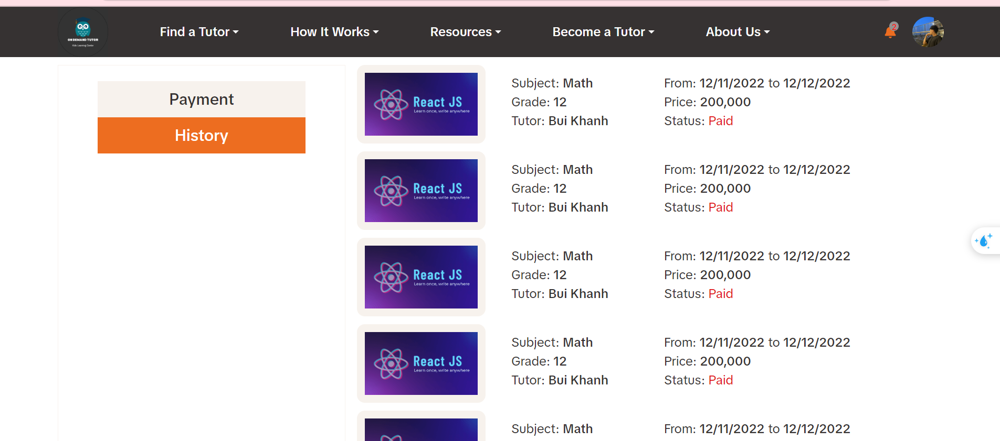 ON DEMAND TUTOR
Kids Learning Center
Find a Tutor
How It Works
Resources
Become a Tutor
About Us
2
Payment
History
React JS
Learn once, write anywhere
Subject: Math
Grade: 12
Tutor: Bui Khanh
From: 12/11/2022 to 12/12/2022
Price: 200,000
Status: Paid
React JS
Learn once, write anywhere
Subject: Math
Grade: 12
Tutor: Bui Khanh
From: 12/11/2022 to 12/12/2022
Price: 200,000
Status: Paid
React JS
Learn once, write anywhere
Subject: Math
Grade: 12
Tutor: Bui Khanh
From: 12/11/2022 to 12/12/2022
Price: 200,000
Status: Paid
React JS
Learn once, write anywhere
Subject: Math
Grade: 12
Tutor: Bui Khanh
From: 12/11/2022 to 12/12/2022
Price: 200,000
Status: Paid
Subject: Math
From: 12/11/2022 to 12/12/2022